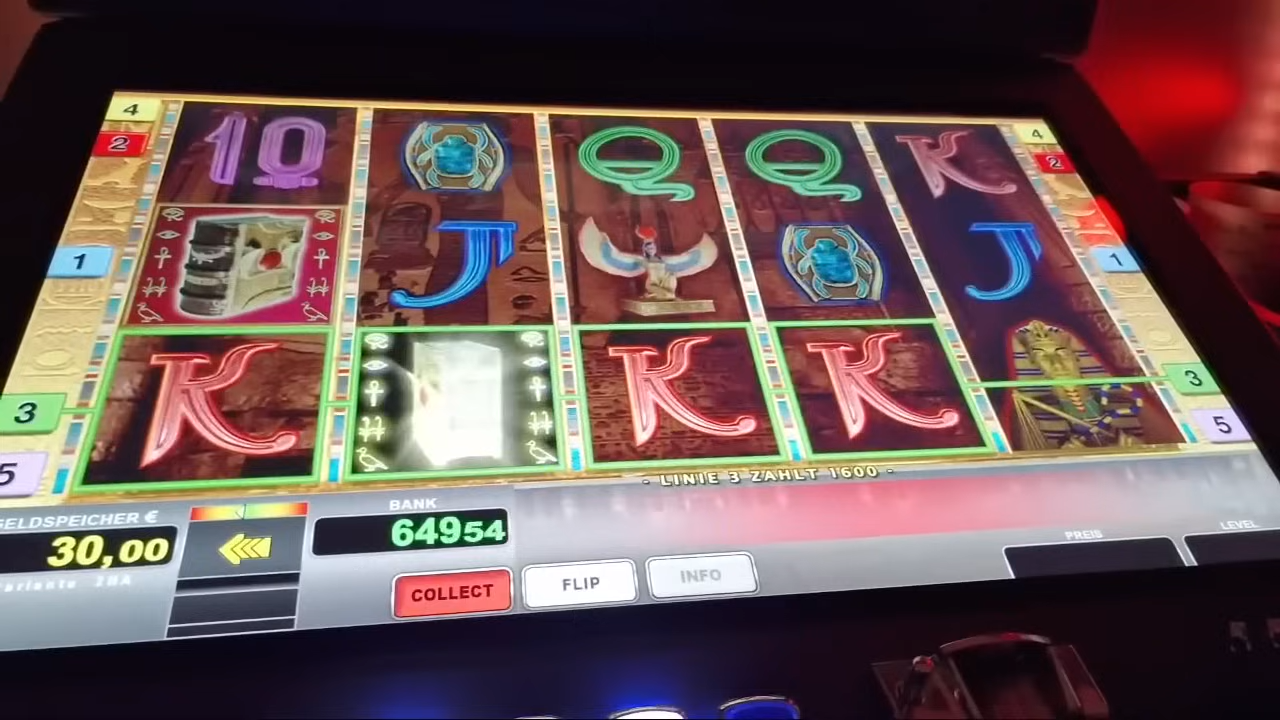 4 10 Q Q K 4
2 2
1 J J 1
K K K
3 3
5 5
- LINIE 3 ZAHLT 1600 -
GELDSPEICHER € BANK PREIS LEVEL
30,00 64954
COLLECT FLIP INFO